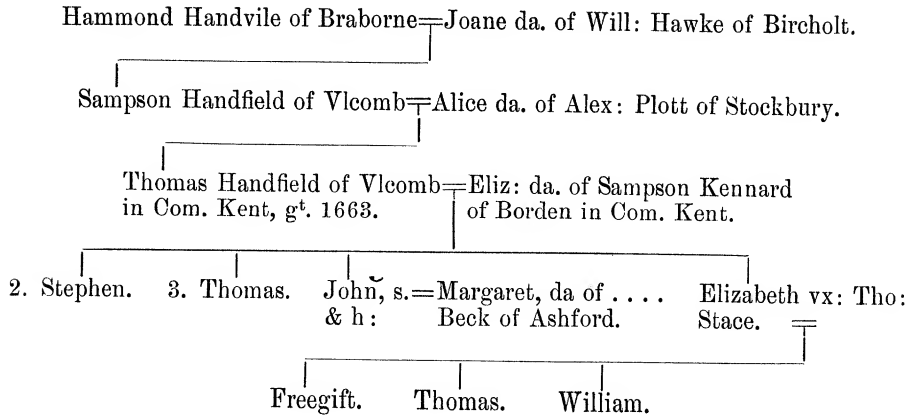 Hammond Handvile of Braborne=Joane da. of Will: Hawke of Bircholt.
Sampson Handfield of Vlcomb=Alice da. of Alex: Plott of Stockbury.
Thomas Handfield of Vlcomb=Eliz: da. of Sampson Kennard
in Com. Kent, gᵗ. 1663. of Borden in Com. Kent.
2. Stephen. 3. Thomas. John̆, s.=Margaret, da of . . . . Elizabeth vx: Tho:
& h: Beck of Ashford. Stace. =
Freegift. Thomas. William.